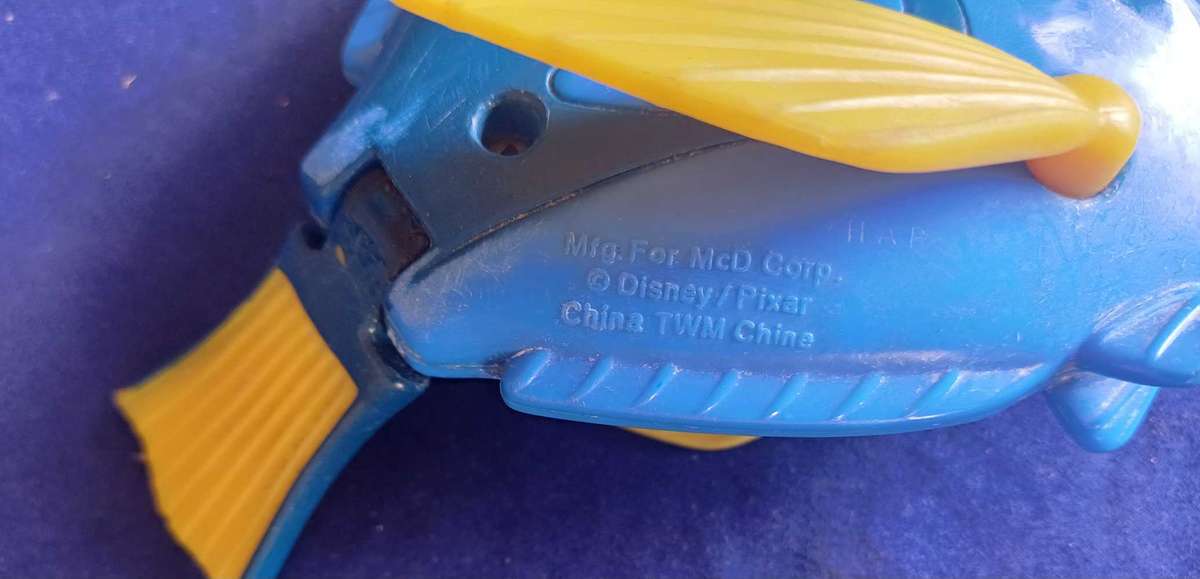 Mfg. For McD Corp.
© Disney/Pixar
China TWM China